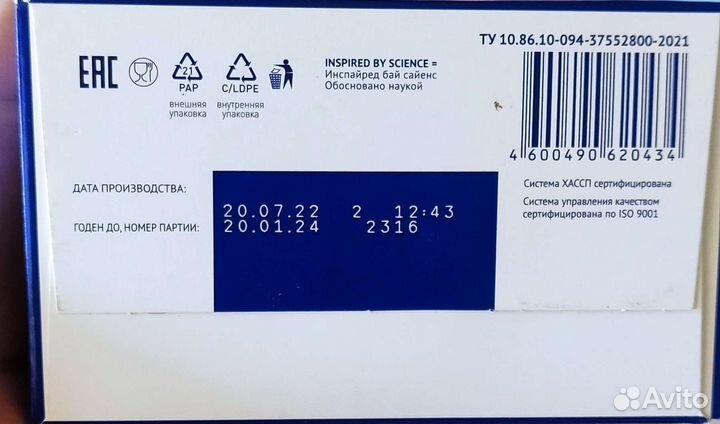 ТУ 10.86.10-094-37552800-2021
EAC
21
PAP
внешняя
упаковка
C/LDPE
внутренняя
упаковка
INSPIRED BY SCIENCE =
Инспайред бай сайенс
Обосновано наукой
4 600490 620434
Система ХАССП сертифицирована
Система управления качеством
сертифицирована по ISO 9001
ДАТА ПРОИЗВОДСТВА:
20.07.22 2 12:43
ГОДЕН ДО, НОМЕР ПАРТИИ:
20.01.24 2316
Avito